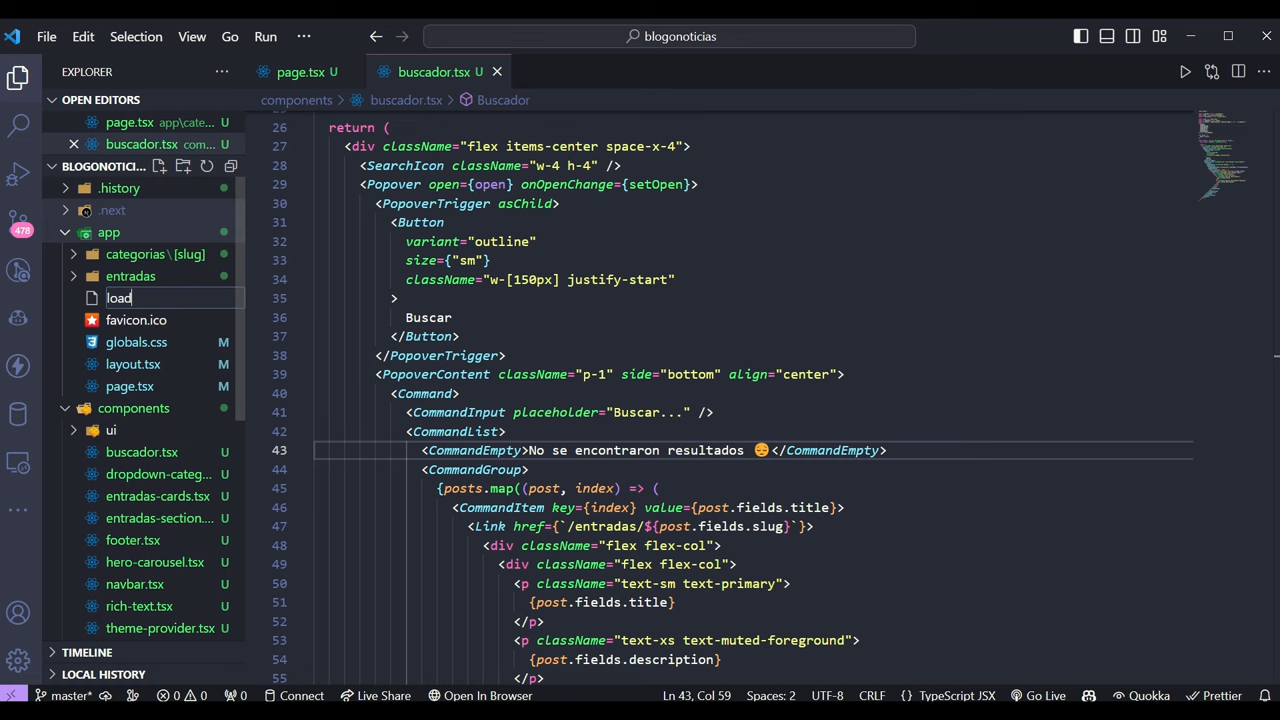 File Edit Selection View Go Run ··· blogonoticias
EXPLORER ···
page.tsx U
buscador.tsx U
OPEN EDITORS
components > buscador.tsx > Buscador
page.tsx app\cate... U
buscador.tsx com... U
BLOGONOTICI...
.history
.next
app
categorias\[slug]
entradas
load
favicon.ico
globals.css M
layout.tsx M
page.tsx M
components
ui
buscador.tsx U
dropdown-categ... U
entradas-cards.tsx U
entradas-section.... U
footer.tsx U
hero-carousel.tsx U
navbar.tsx U
rich-text.tsx U
theme-provider.tsx U
TIMELINE
LOCAL HISTORY
478
26 return (
27 <div className="flex items-center space-x-4">
28 <SearchIcon className="w-4 h-4" />
29 <Popover open={open} onOpenChange={setOpen}>
30 <PopoverTrigger asChild>
31 <Button
32 variant="outline"
33 size={"sm"}
34 className="w-[150px] justify-start"
35 >
36 Buscar
37 </Button>
38 </PopoverTrigger>
39 <PopoverContent className="p-1" side="bottom" align="center">
40 <Command>
41 <CommandInput placeholder="Buscar..." />
42 <CommandList>
43 <CommandEmpty>No se encontraron resultados 😔</CommandEmpty>
44 <CommandGroup>
45 {posts.map((post, index) => (
46 <CommandItem key={index} value={post.fields.title}>
47 <Link href={`/entradas/${post.fields.slug}`}>
48 <div className="flex flex-col">
49 <div className="flex flex-col">
50 <p className="text-sm text-primary">
51 {post.fields.title}
52 </p>
53 <p className="text-xs text-muted-foreground">
54 {post.fields.description}
55 </p>
master* 0 0 0 Connect Live Share Open In Browser Ln 43, Col 59 Spaces: 2 UTF-8 CRLF {} TypeScript JSX Go Live Quokka Prettier